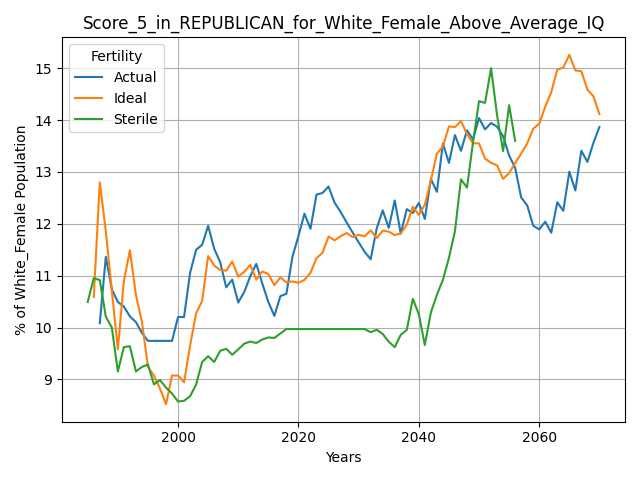 Score_5_in_REPUBLICAN_for_White_Female_Above_Average_IQ
Fertility
Actual
Ideal
Sterile
% of White_Female Population
15
14
13
12
11
10
9
2000 2020 2040 2060
Years